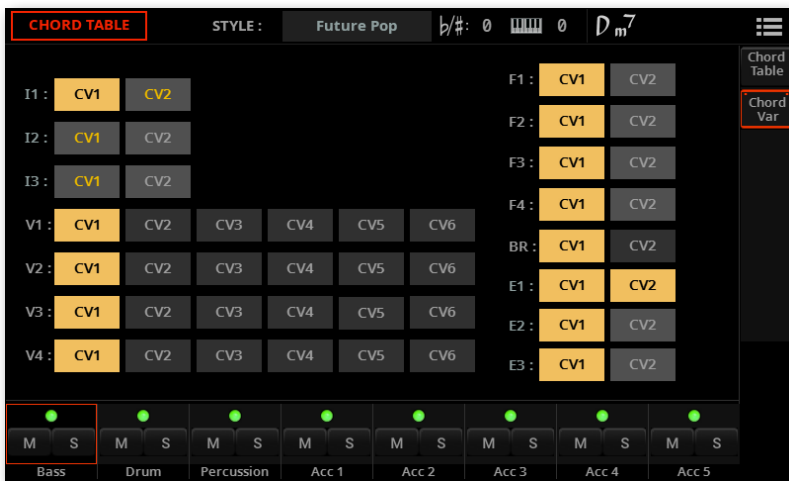 CHORD TABLE STYLE : Future Pop ♭/♯: 0 0 Dm7
Chord Table
Chord Var
I1 : CV1 CV2
I2 : CV1 CV2
I3 : CV1 CV2
V1 : CV1 CV2 CV3 CV4 CV5 CV6
V2 : CV1 CV2 CV3 CV4 CV5 CV6
V3 : CV1 CV2 CV3 CV4 CV5 CV6
V4 : CV1 CV2 CV3 CV4 CV5 CV6
F1 : CV1 CV2
F2 : CV1 CV2
F3 : CV1 CV2
F4 : CV1 CV2
BR : CV1 CV2
E1 : CV1 CV2
E2 : CV1 CV2
E3 : CV1 CV2
M S M S M S M S M S M S M S M S
Bass Drum Percussion Acc 1 Acc 2 Acc 3 Acc 4 Acc 5